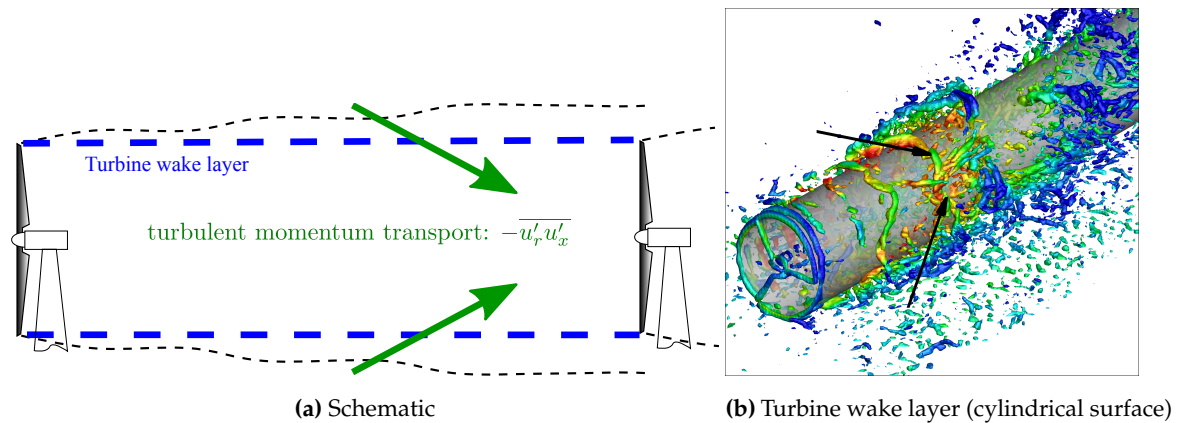 Turbine wake layer
turbulent momentum transport: $-\overline{u_r' u_x'}$
(a) Schematic
(b) Turbine wake layer (cylindrical surface)